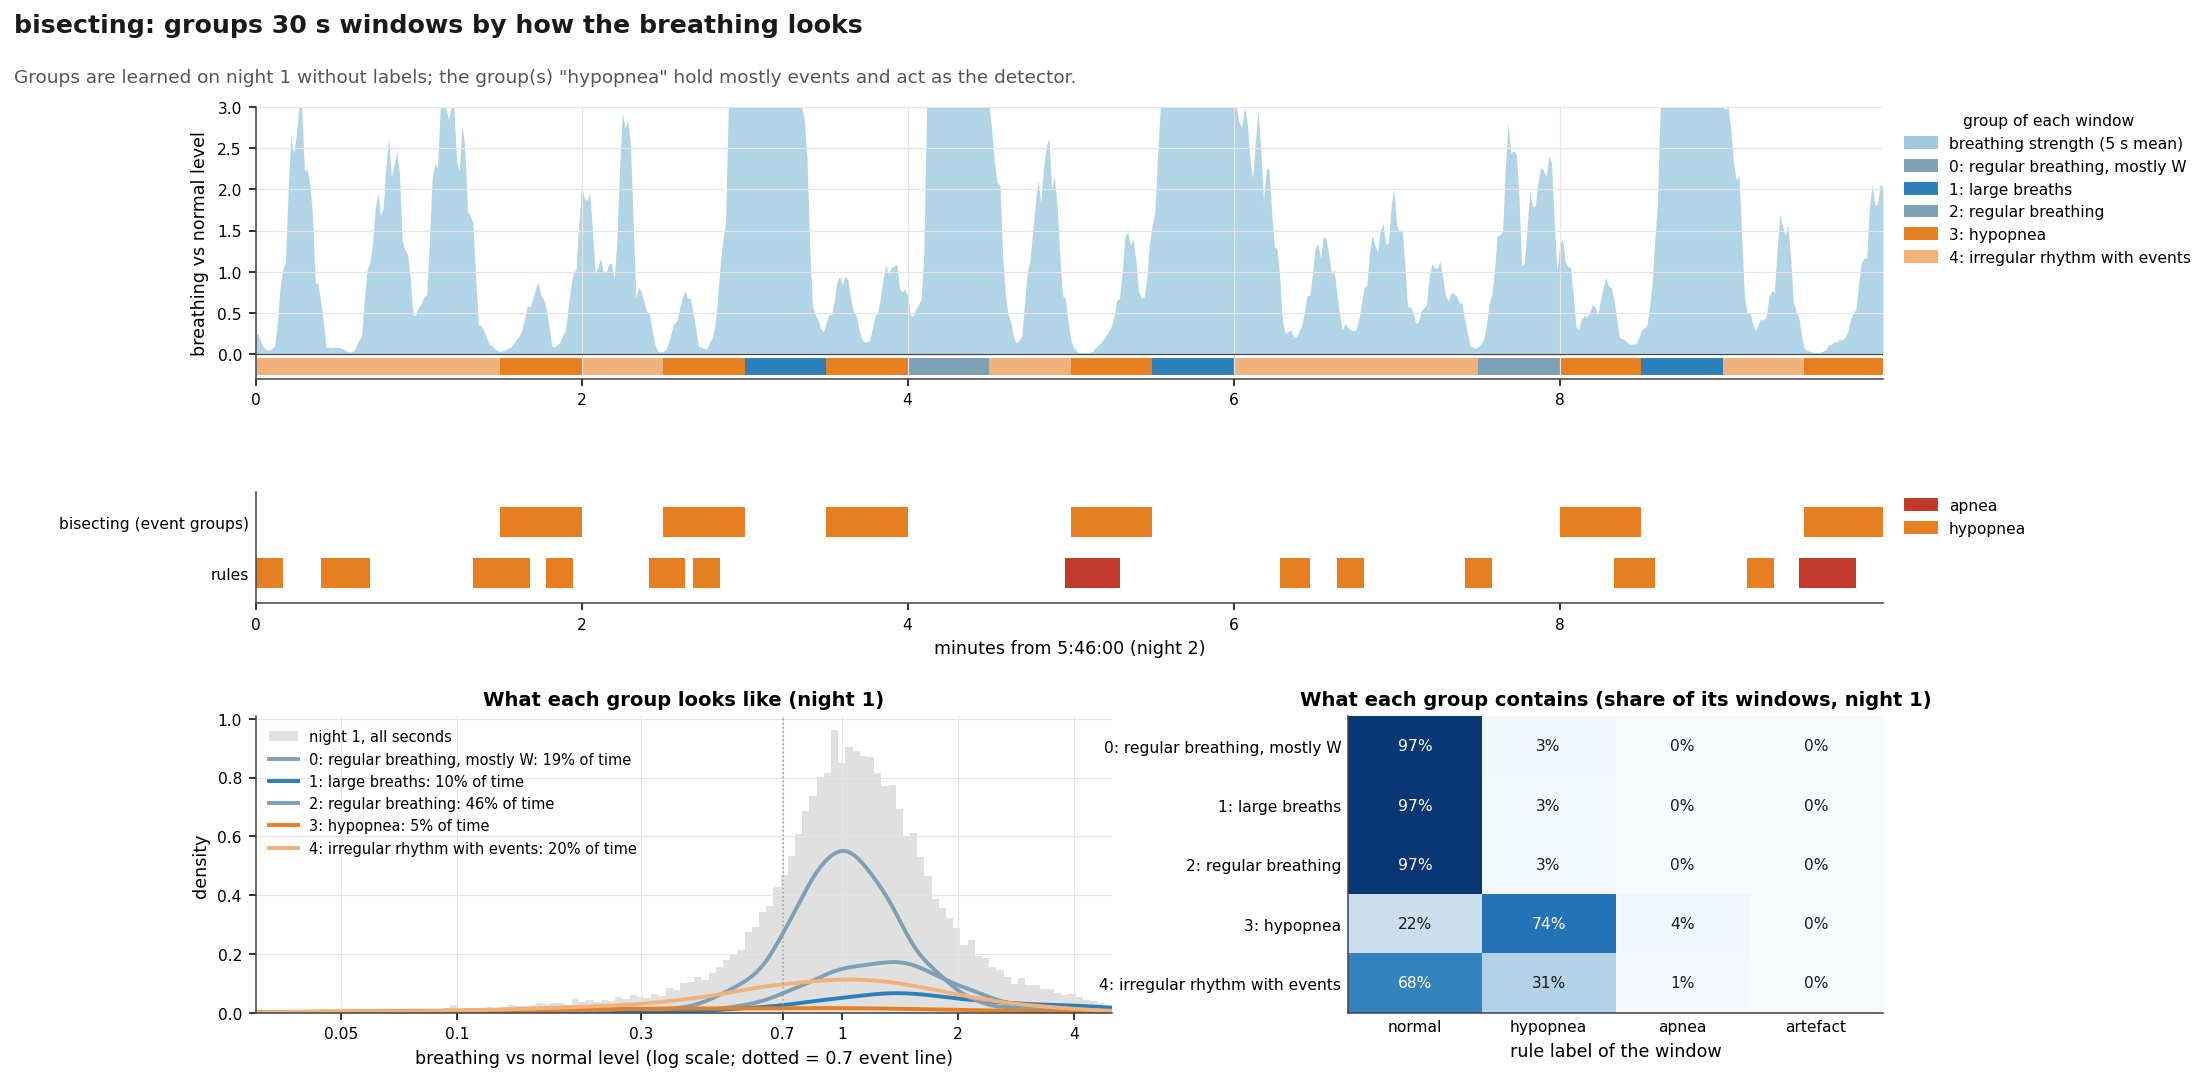 bisecting: groups 30 s windows by how the breathing looks
Groups are learned on night 1 without labels; the group(s) "hypopnea" hold mostly events and act as the detector.
breathing vs normal level
3.0
2.5
2.0
1.5
1.0
0.5
0.0
0 2 4 6 8
group of each window
breathing strength (5 s mean)
0: regular breathing, mostly W
1: large breaths
2: regular breathing
3: hypopnea
4: irregular rhythm with events
bisecting (event groups)
rules
0 2 4 6 8
minutes from 5:46:00 (night 2)
apnea
hypopnea
What each group looks like (night 1)
density
1.0
0.8
0.6
0.4
0.2
0.0
night 1, all seconds
0: regular breathing, mostly W: 19% of time
1: large breaths: 10% of time
2: regular breathing: 46% of time
3: hypopnea: 5% of time
4: irregular rhythm with events: 20% of time
0.05 0.1 0.3 0.7 1 2 4
breathing vs normal level (log scale; dotted = 0.7 event line)
What each group contains (share of its windows, night 1)
0: regular breathing, mostly W 97% 3% 0% 0%
1: large breaths 97% 3% 0% 0%
2: regular breathing 97% 3% 0% 0%
3: hypopnea 22% 74% 4% 0%
4: irregular rhythm with events 68% 31% 1% 0%
normal hypopnea apnea artefact
rule label of the window